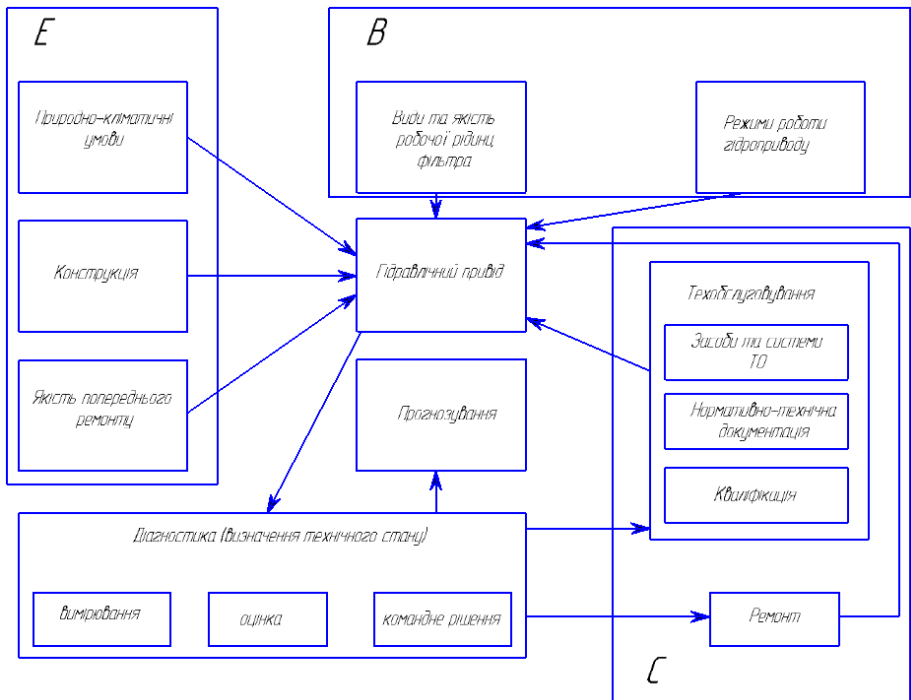 E
B
Природно-кліматичні
умови
Види та якість
робочої рідини,
фільтра
Режими роботи
гідроприводу
Конструкція
Гідравлічний привід
Техобслуговування
Засоби та системи
ТО
Якість попереднього
ремонту
Прогнозування
Нормативно-технічна
документація
Кваліфікація
Діагностика (визначення технічного стану)
вимірювання
оцінка
командне рішення
Ремонт
C